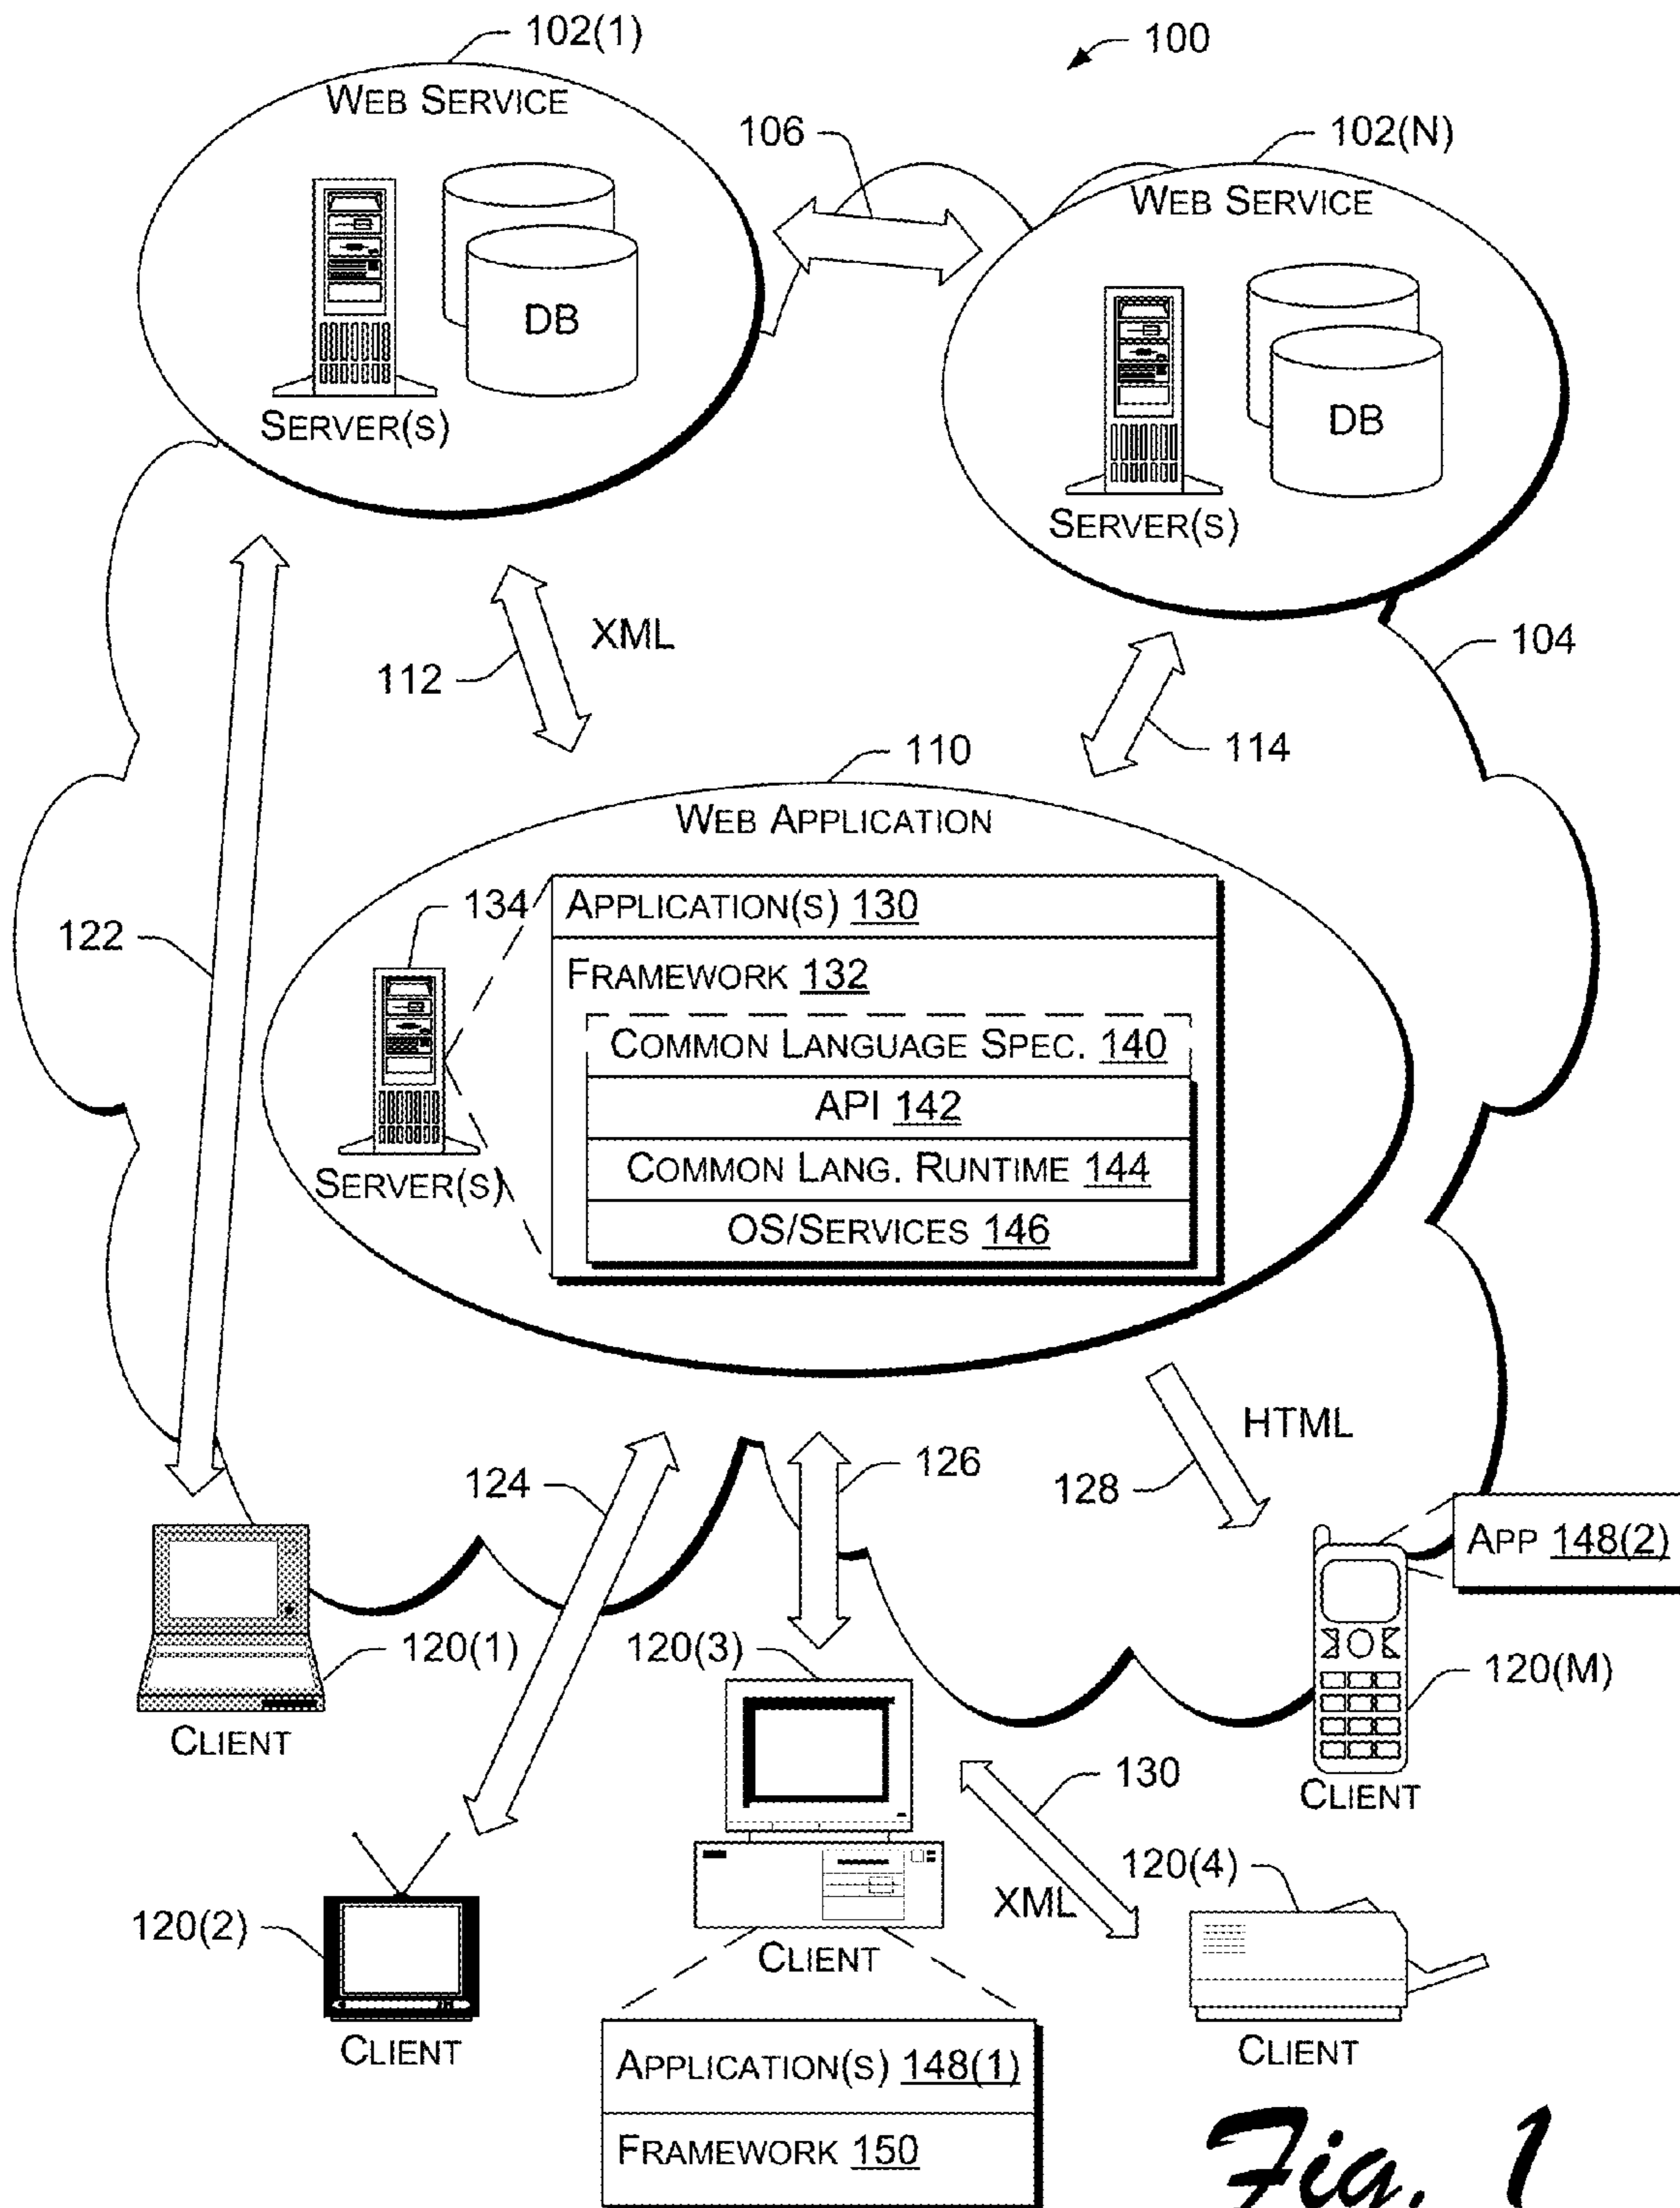 102(1)
100
WEB SERVICE
106
102(N)
WEB SERVICE
DB
SERVER(S)
DB
SERVER(S)
XML
112
104
114
110
WEB APPLICATION
134
APPLICATION(S) 130
122
FRAMEWORK 132
COMMON LANGUAGE SPEC. 140
API 142
COMMON LANG. RUNTIME 144
SERVER(S)
OS/SERVICES 146
HTML
124
126
128
APP 148(2)
120(1)
120(3)
120(M)
CLIENT
130
CLIENT
120(4)
XML
120(2)
CLIENT
CLIENT
CLIENT
APPLICATION(S) 148(1)
FRAMEWORK 150
Fig. 1